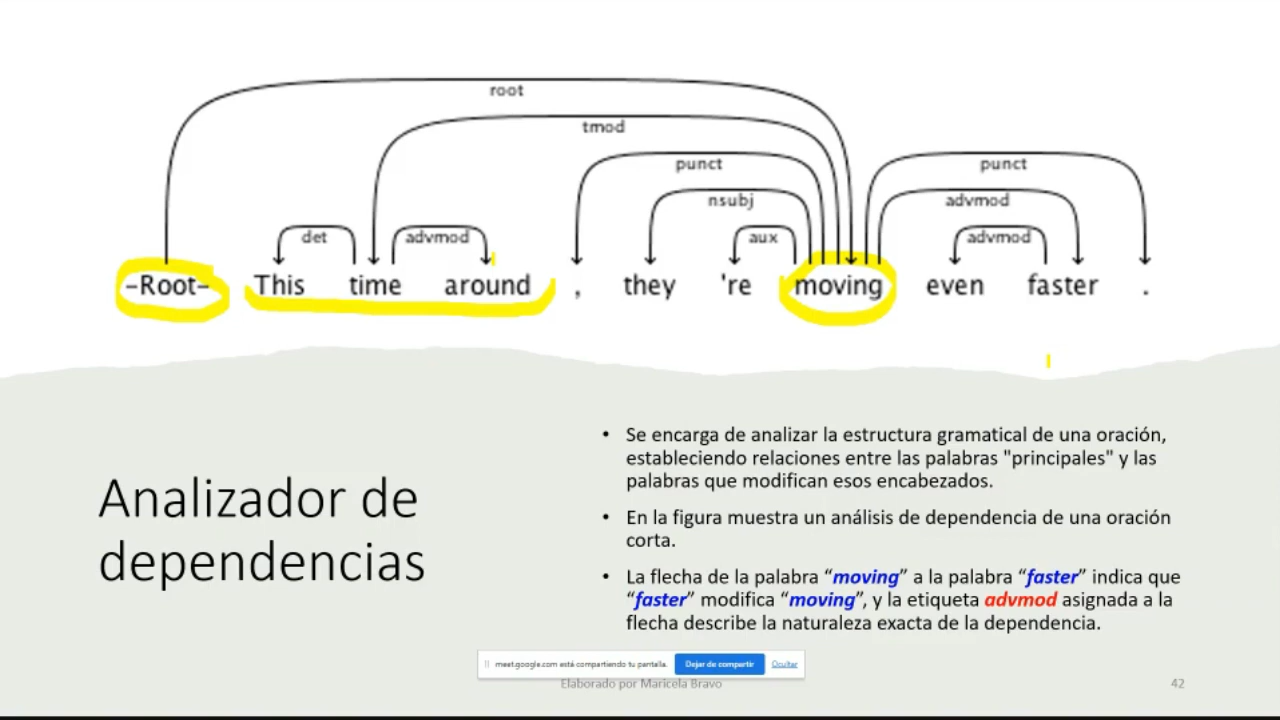 root
tmod
punct punct
nsubj advmod
det advmod aux advmod
-Root- This time around , they 're moving even faster .
Analizador de
dependencias
• Se encarga de analizar la estructura gramatical de una oración,
estableciendo relaciones entre las palabras "principales" y las
palabras que modifican esos encabezados.
• En la figura muestra un análisis de dependencia de una oración
corta.
• La flecha de la palabra “moving” a la palabra “faster” indica que
“faster” modifica “moving”, y la etiqueta advmod asignada a la
flecha describe la naturaleza exacta de la dependencia.
meet.google.com está compartiendo tu pantalla. Dejar de compartir Ocultar
Elaborado por Maricela Bravo 42